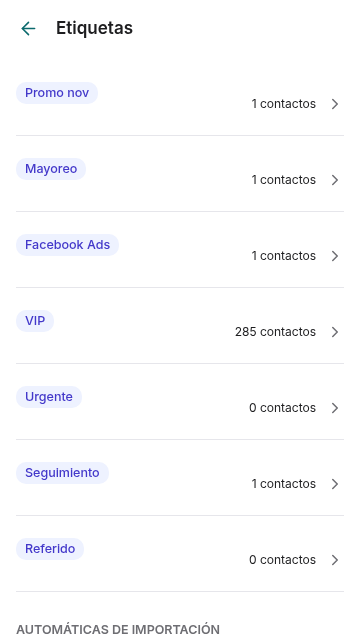 Etiquetas
Promo nov
1 contactos
Mayoreo
1 contactos
Facebook Ads
1 contactos
VIP
285 contactos
Urgente
0 contactos
Seguimiento
1 contactos
Referido
0 contactos
AUTOMÁTICAS DE IMPORTACIÓN